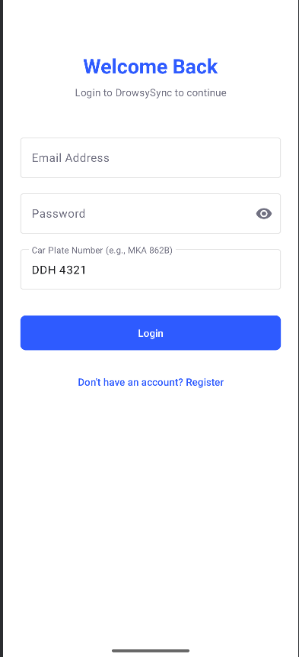 Welcome Back
Login to DrowsySync to continue
Email Address
Password
Car Plate Number (e.g., MKA 862B)
DDH 4321
Login
Don't have an account? Register